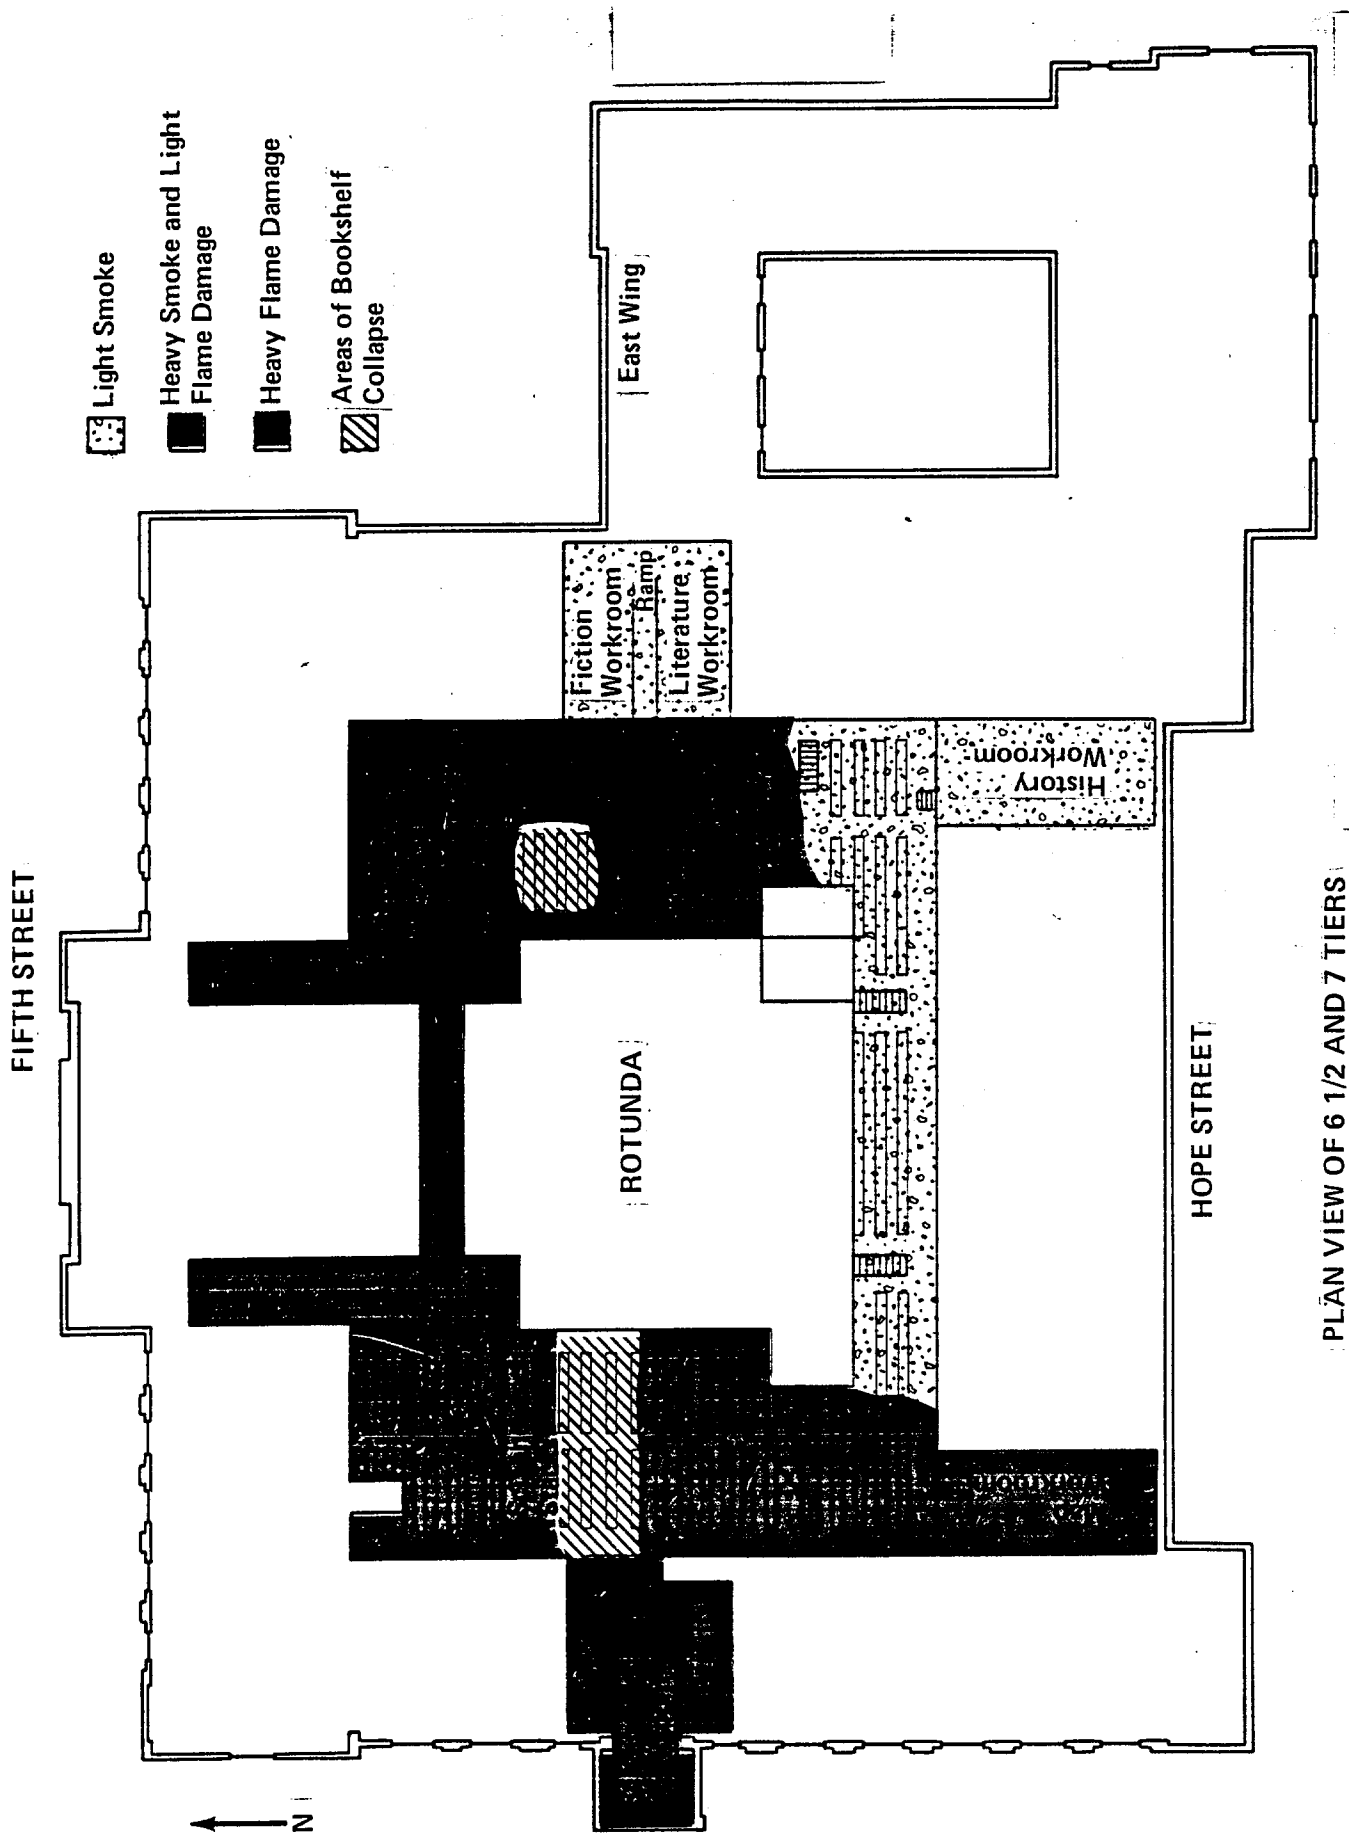 FIFTH STREET
Light Smoke
Heavy Smoke and Light
Flame Damage
Heavy Flame Damage
Areas of Bookshelf
Collapse
East Wing
Fiction
Workroom
Ramp
Literature
Workroom
History
Workroom
ROTUNDA
Workroom
HOPE STREET
N
PLAN VIEW OF 6 1/2 AND 7 TIERS